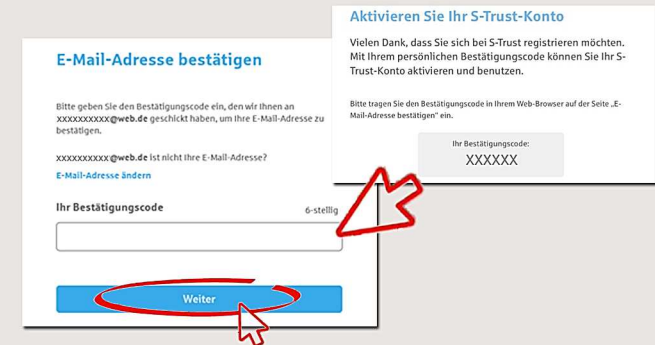 E-Mail-Adresse bestätigen
Bitte geben Sie den Bestätigungscode ein, den wir Ihnen an
xxxxxxxxxx@web.de geschickt haben, um Ihre E-Mail-Adresse zu
bestätigen.
xxxxxxxxxx@web.de ist nicht Ihre E-Mail-Adresse?
E-Mail-Adresse ändern
Ihr Bestätigungscode
6-stellig
Weiter
Aktivieren Sie Ihr S-Trust-Konto
Vielen Dank, dass Sie sich bei S-Trust registrieren möchten.
Mit Ihrem persönlichen Bestätigungscode können Sie Ihr S-
Trust-Konto aktivieren und benutzen.
Bitte tragen Sie den Bestätigungscode in Ihrem Web-Browser auf der Seite „E-
Mail-Adresse bestätigen" ein.
Ihr Bestätigungscode:
XXXXXX